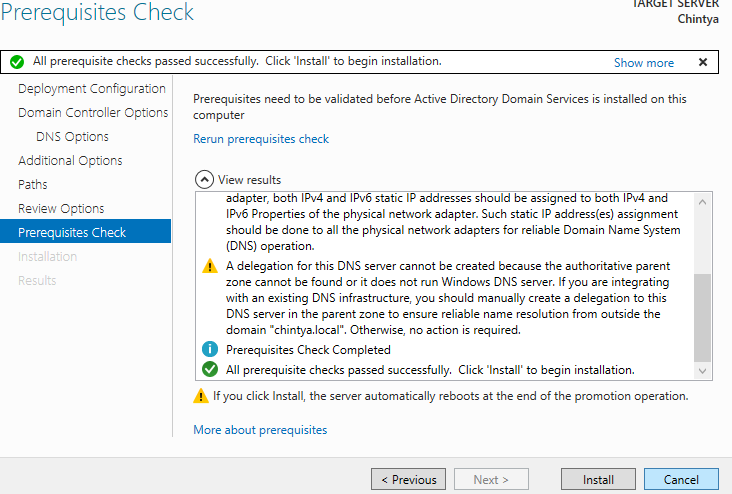 Prerequisites Check
TARGET SERVER
Chintya
All prerequisite checks passed successfully. Click 'Install' to begin installation.
Show more
Deployment Configuration
Domain Controller Options
DNS Options
Additional Options
Paths
Review Options
Prerequisites Check
Installation
Results
Prerequisites need to be validated before Active Directory Domain Services is installed on this
computer
Rerun prerequisites check
View results
adapter, both IPv4 and IPv6 static IP addresses should be assigned to both IPv4 and
IPv6 Properties of the physical network adapter. Such static IP address(es) assignment
should be done to all the physical network adapters for reliable Domain Name System
(DNS) operation.
A delegation for this DNS server cannot be created because the authoritative parent
zone cannot be found or it does not run Windows DNS server. If you are integrating
with an existing DNS infrastructure, you should manually create a delegation to this
DNS server in the parent zone to ensure reliable name resolution from outside the
domain "chintya.local". Otherwise, no action is required.
Prerequisites Check Completed
All prerequisite checks passed successfully. Click 'Install' to begin installation.
If you click Install, the server automatically reboots at the end of the promotion operation.
More about prerequisites
< Previous
Next >
Install
Cancel